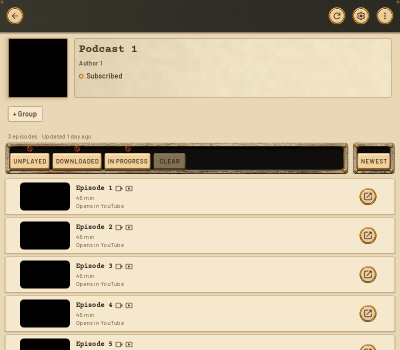 Podcast 1
Author 1
Subscribed
+ Group
3 episodes · Updated 1 day ago
UNPLAYED DOWNLOADED IN PROGRESS CLEAR NEWEST
Episode 1
45 min
Opens in YouTube
Episode 2
45 min
Opens in YouTube
Episode 3
45 min
Opens in YouTube
Episode 4
45 min
Opens in YouTube
Episode 5